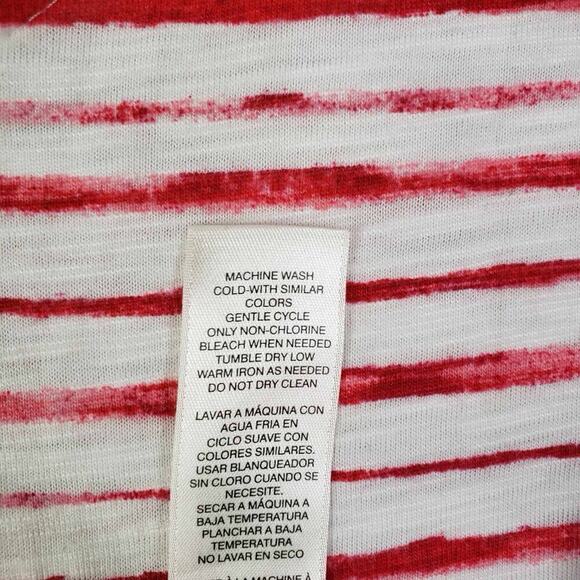 MACHINE WASH
COLD-WITH SIMILAR
COLORS
GENTLE CYCLE
ONLY NON-CHLORINE
BLEACH WHEN NEEDED
TUMBLE DRY LOW
WARM IRON AS NEEDED
DO NOT DRY CLEAN
LAVAR A MÁQUINA CON
AGUA FRIA EN
CICLO SUAVE CON
COLORES SIMILARES.
USAR BLANQUEADOR
SIN CLORO CUANDO SE
NECESITE.
SECAR A MÁQUINA A
BAJA TEMPERATURA
PLANCHAR A BAJA
TEMPERATURA
NO LAVAR EN SECO
À LA MACHINE À